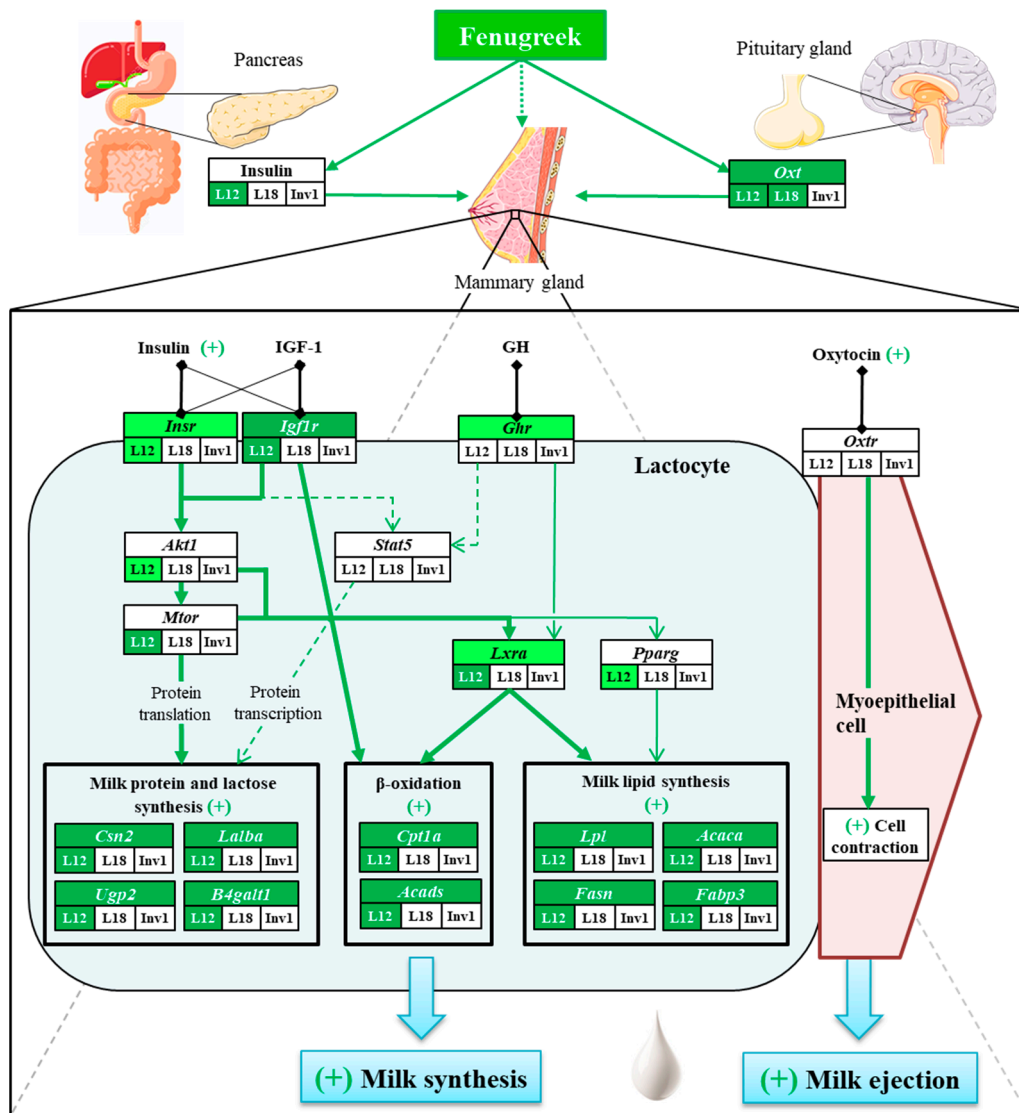 Fenugreek
Pancreas
Pituitary gland
Insulin
L12 L18 Inv1
Oxt
L12 L18 Inv1
Mammary gland
Insulin (+)
IGF-1
GH
Oxytocin (+)
Insr
L12 L18 Inv1
Igf1r
L12 L18 Inv1
Ghr
L12 L18 Inv1
Oxtr
L12 L18 Inv1
Lactocyte
Akt1
L12 L18 Inv1
Stat5
L12 L18 Inv1
Mtor
L12 L18 Inv1
Lxra
L12 L18 Inv1
Pparg
L12 L18 Inv1
Protein
translation
Protein
transcription
Myoepithelial
cell
Milk protein and lactose
synthesis (+)
Csn2
L12 L18 Inv1
Lalba
L12 L18 Inv1
Ugp2
L12 L18 Inv1
B4galt1
L12 L18 Inv1
β-oxidation
(+)
Cpt1a
L12 L18 Inv1
Acads
L12 L18 Inv1
Milk lipid synthesis
(+)
Lpl
L12 L18 Inv1
Acaca
L12 L18 Inv1
Fasn
L12 L18 Inv1
Fabp3
L12 L18 Inv1
(+) Cell
contraction
(+) Milk synthesis
(+) Milk ejection